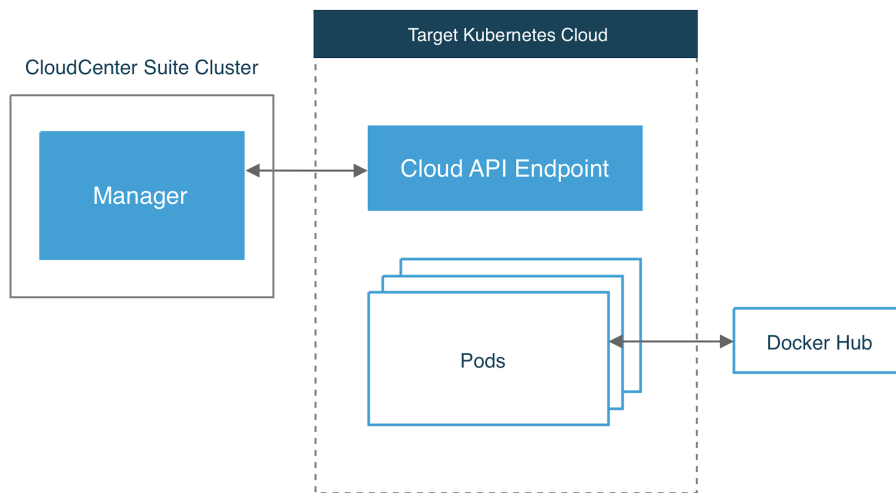 Target Kubernetes Cloud
CloudCenter Suite Cluster
Manager
Cloud API Endpoint
Pods
Docker Hub